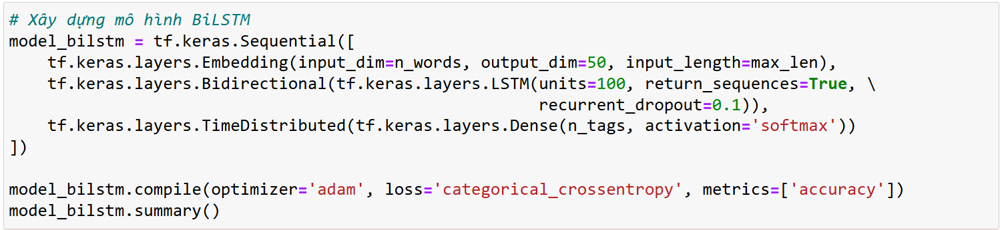 # Xây dựng mô hình BiLSTM
model_bilstm = tf.keras.Sequential([
    tf.keras.layers.Embedding(input_dim=n_words, output_dim=50, input_length=max_len),
    tf.keras.layers.Bidirectional(tf.keras.layers.LSTM(units=100, return_sequences=True, \
                                                   recurrent_dropout=0.1)),
    tf.keras.layers.TimeDistributed(tf.keras.layers.Dense(n_tags, activation='softmax'))
])

model_bilstm.compile(optimizer='adam', loss='categorical_crossentropy', metrics=['accuracy'])
model_bilstm.summary()